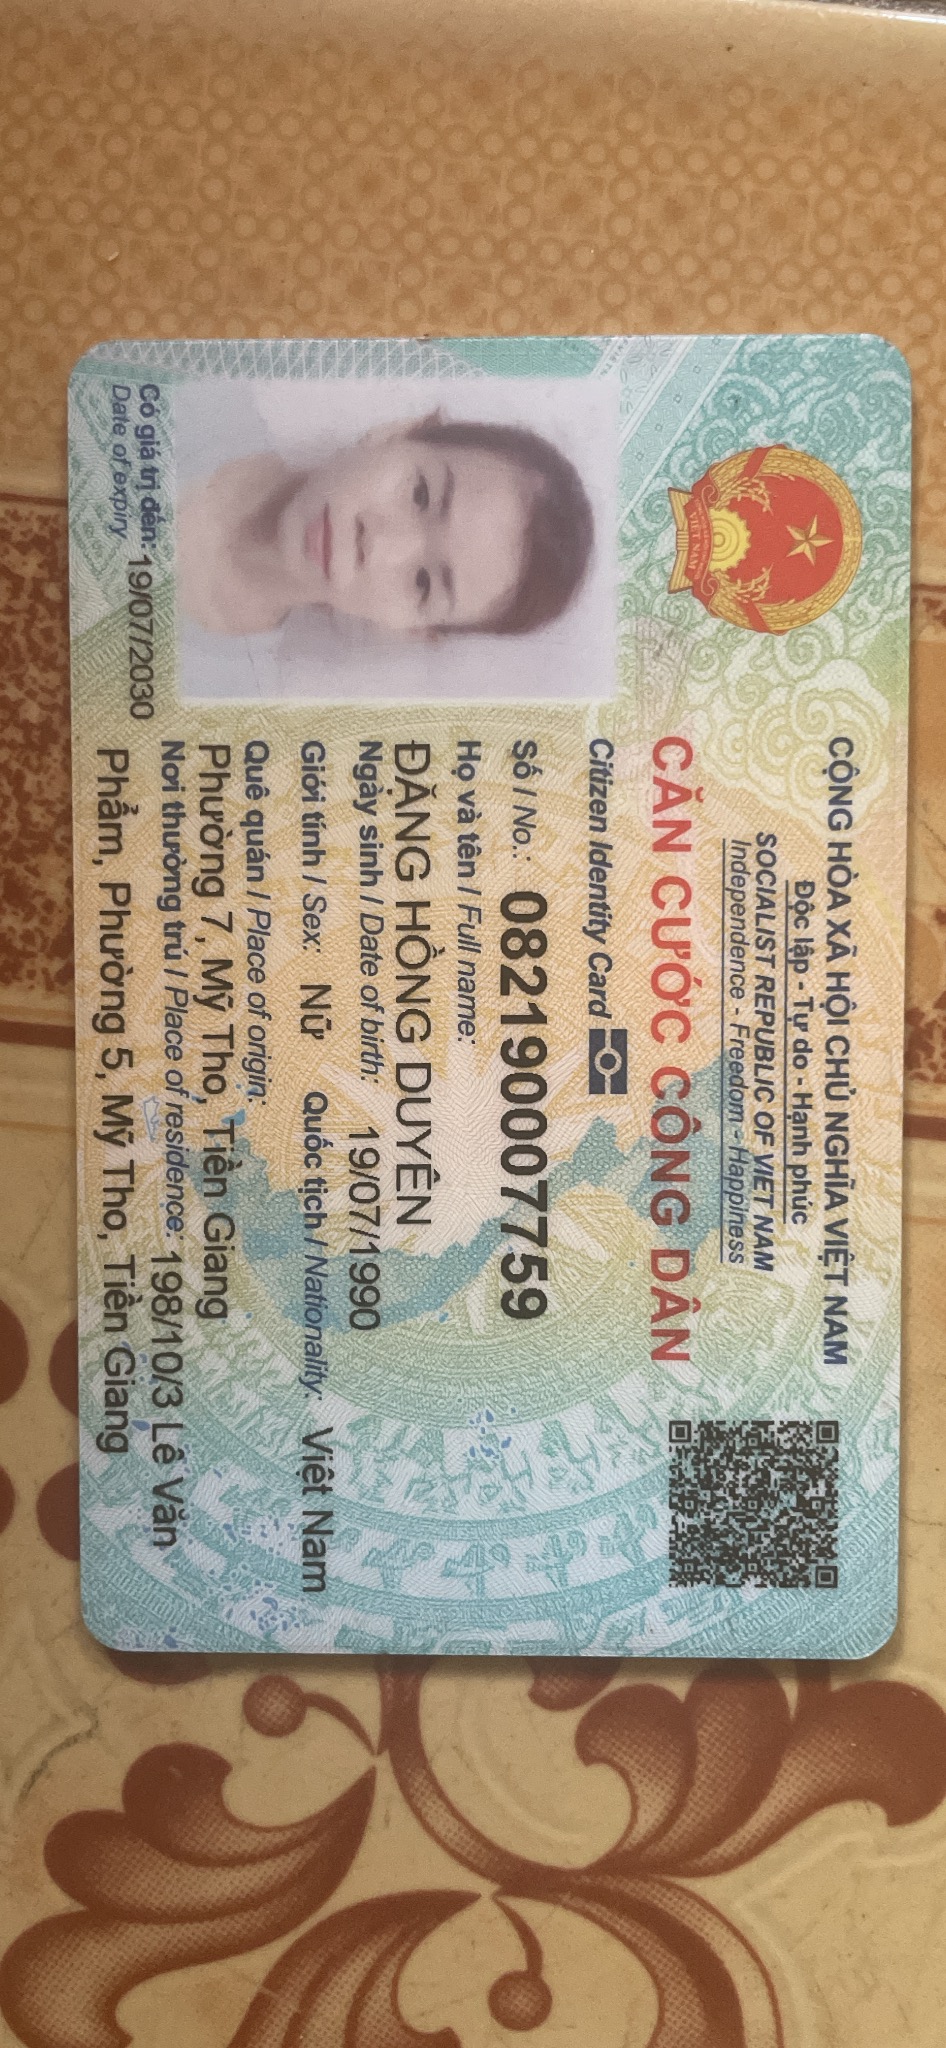 CỘNG HÒA XÃ HỘI CHỦ NGHĨA VIỆT NAM
Độc lập - Tự do - Hạnh phúc
SOCIALIST REPUBLIC OF VIET NAM
Independence - Freedom - Happiness
CĂN CƯỚC CÔNG DÂN
Citizen Identity Card
Số / No.: 082190007759
Họ và tên / Full name:
ĐẶNG HỒNG DUYÊN
Ngày sinh / Date of birth: 19/07/1990
Giới tính / Sex: Nữ Quốc tịch / Nationality: Việt Nam
Quê quán / Place of origin:
Phường 7, Mỹ Tho, Tiền Giang
Nơi thường trú / Place of residence: 198/10/3 Lê Văn
Phẩm, Phường 5, Mỹ Tho, Tiền Giang
Có giá trị đến: 19/07/2030
Date of expiry
VIỆT NAM